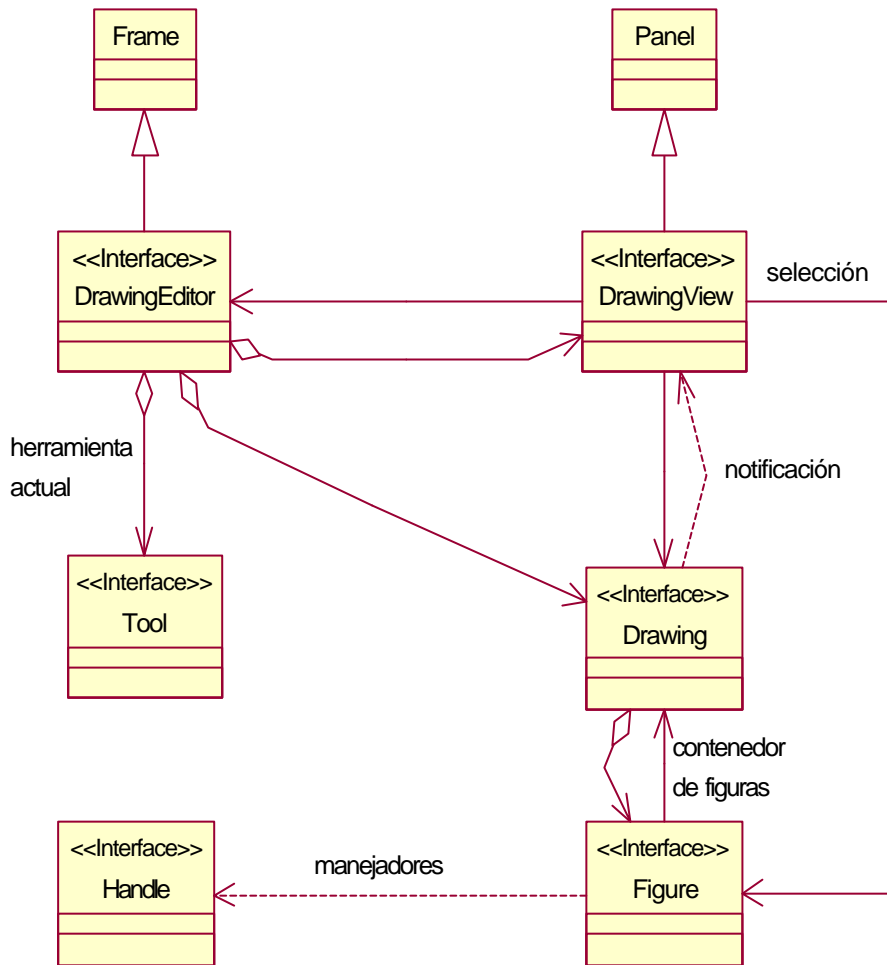 Frame
Panel
<<Interface>>
DrawingEditor
<<Interface>>
DrawingView
selección
herramienta
actual
notificación
<<Interface>>
Tool
<<Interface>>
Drawing
contenedor
de figuras
<<Interface>>
Handle
manejadores
<<Interface>>
Figure